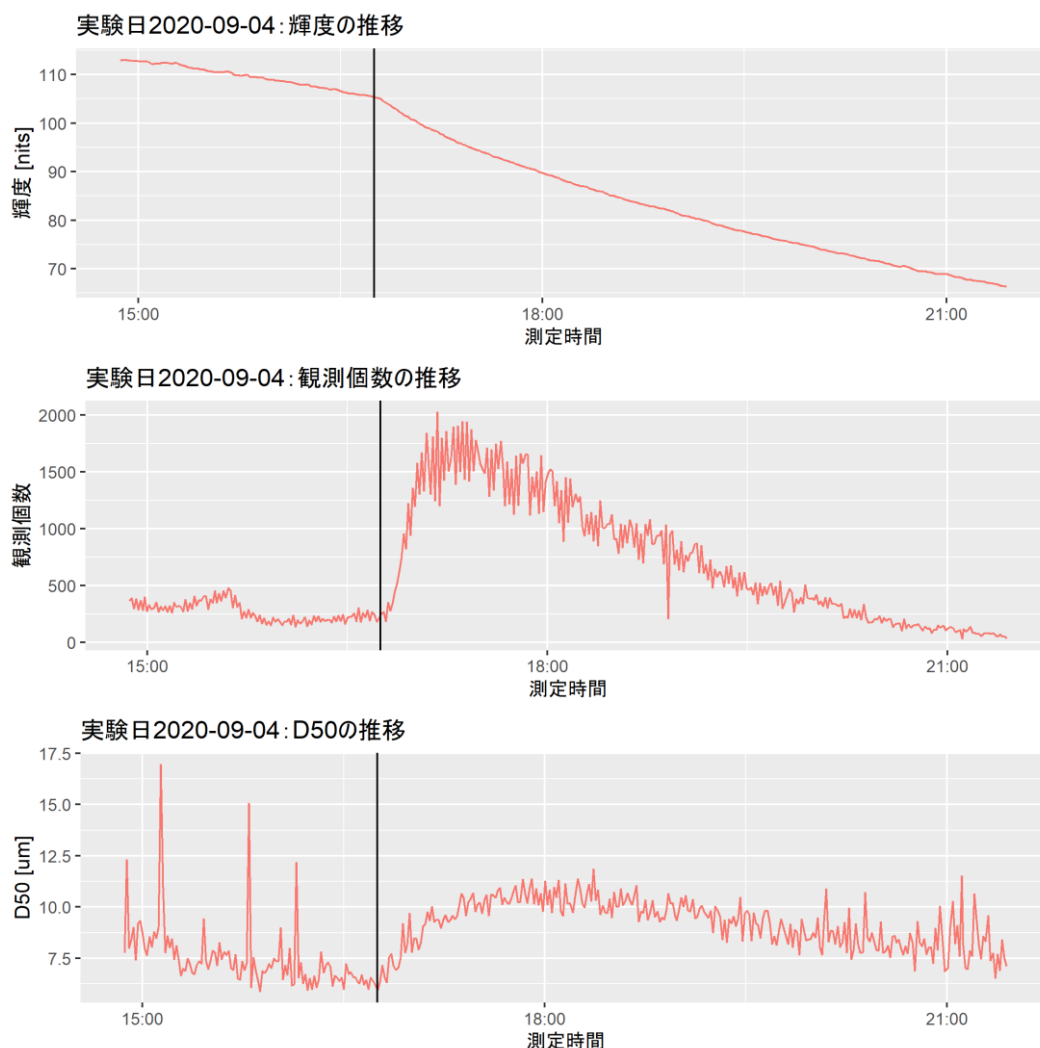 実験日2020-09-04：輝度の推移
輝度 [nits]
110
100
90
80
70
15:00 18:00 21:00
測定時間
実験日2020-09-04：観測個数の推移
観測個数
2000
1500
1000
500
0
15:00 18:00 21:00
測定時間
実験日2020-09-04：D50の推移
D50 [um]
17.5
15.0
12.5
10.0
7.5
15:00 18:00 21:00
測定時間